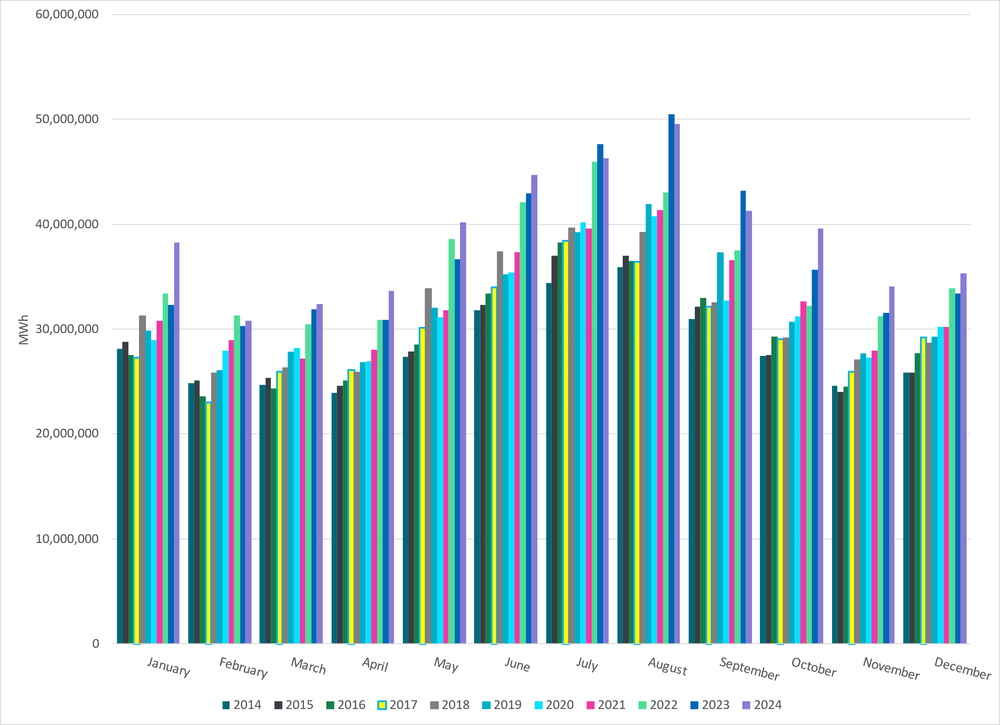 60,000,000
50,000,000
40,000,000
30,000,000
20,000,000
10,000,000
0
MWh
January February March April May June July August September October November December
2014 2015 2016 2017 2018 2019 2020 2021 2022 2023 2024